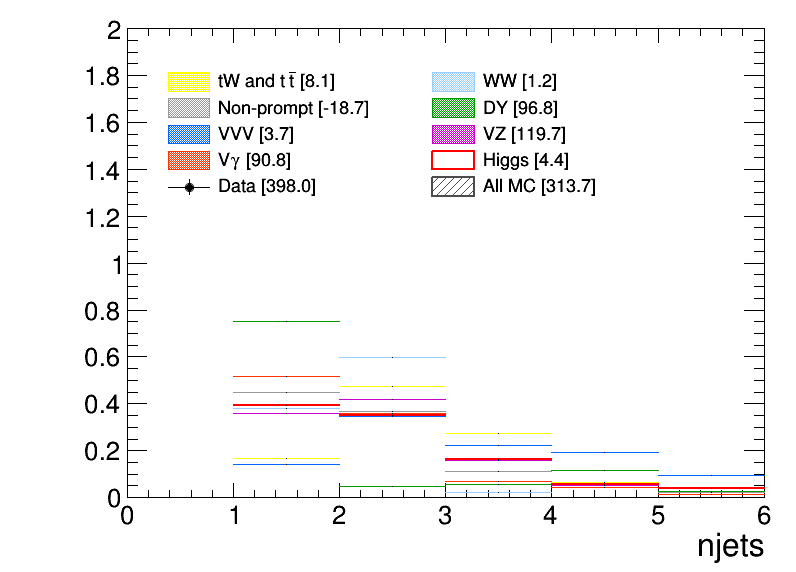 2
1.8
1.6
1.4
1.2
1
0.8
0.6
0.4
0.2
0
tW and t t̄ [8.1]
Non-prompt [-18.7]
VVV [3.7]
Vγ [90.8]
Data [398.0]
WW [1.2]
DY [96.8]
VZ [119.7]
Higgs [4.4]
All MC [313.7]
0 1 2 3 4 5 6
njets